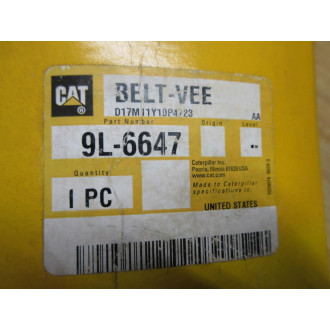 CAT
BELT-VEE
D17M11Y10P4723
AA
Part Number
Origin
Level
9L-6647
Quantity
Caterpillar Inc.
Peoria, Illinois 61629 USA
www.cat.com
Made to Caterpillar
specifications in
1 PC
UNITED STATES